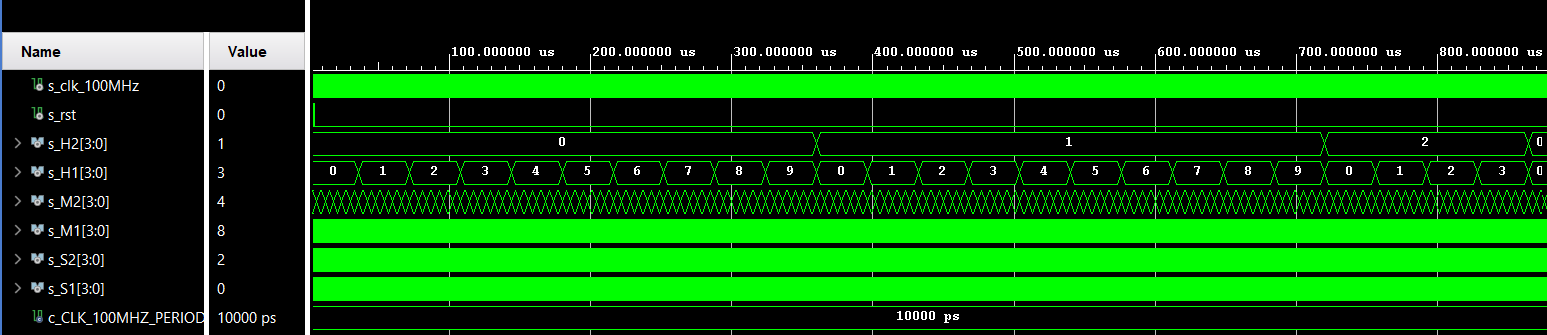 Name Value
100.000000 us 200.000000 us 300.000000 us 400.000000 us 500.000000 us 600.000000 us 700.000000 us 800.000000 us
s_clk_100MHz 0
s_rst 0
s_H2[3:0] 1 0 1 2 0
s_H1[3:0] 3 0 1 2 3 4 5 6 7 8 9 0 1 2 3 4 5 6 7 8 9 0 1 2 3 0
s_M2[3:0] 4
s_M1[3:0] 8
s_S2[3:0] 2
s_S1[3:0] 0
c_CLK_100MHZ_PERIOD 10000 ps 10000 ps